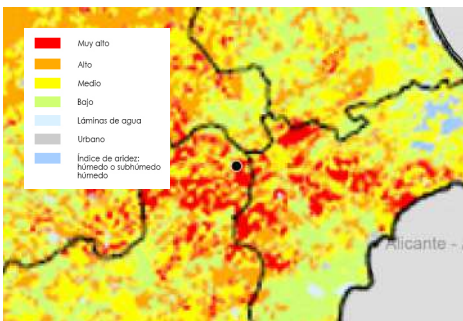 Muy alto
Alto
Medio
Bajo
Láminas de agua
Urbano
Índice de aridez:
húmedo o subhúmedo
húmedo
Alicante -